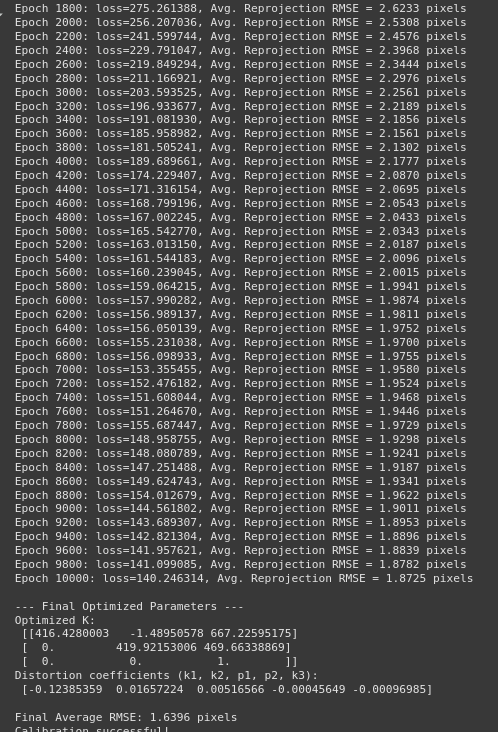 Epoch 1800: loss=275.261388, Avg. Reprojection RMSE = 2.6233 pixels
Epoch 2000: loss=256.207036, Avg. Reprojection RMSE = 2.5308 pixels
Epoch 2200: loss=241.599744, Avg. Reprojection RMSE = 2.4576 pixels
Epoch 2400: loss=229.791047, Avg. Reprojection RMSE = 2.3968 pixels
Epoch 2600: loss=219.849294, Avg. Reprojection RMSE = 2.3444 pixels
Epoch 2800: loss=211.166921, Avg. Reprojection RMSE = 2.2976 pixels
Epoch 3000: loss=203.593525, Avg. Reprojection RMSE = 2.2561 pixels
Epoch 3200: loss=196.933677, Avg. Reprojection RMSE = 2.2189 pixels
Epoch 3400: loss=191.081930, Avg. Reprojection RMSE = 2.1856 pixels
Epoch 3600: loss=185.958982, Avg. Reprojection RMSE = 2.1561 pixels
Epoch 3800: loss=181.505241, Avg. Reprojection RMSE = 2.1302 pixels
Epoch 4000: loss=189.689661, Avg. Reprojection RMSE = 2.1777 pixels
Epoch 4200: loss=174.229407, Avg. Reprojection RMSE = 2.0870 pixels
Epoch 4400: loss=171.316154, Avg. Reprojection RMSE = 2.0695 pixels
Epoch 4600: loss=168.799196, Avg. Reprojection RMSE = 2.0543 pixels
Epoch 4800: loss=167.002245, Avg. Reprojection RMSE = 2.0433 pixels
Epoch 5000: loss=165.542770, Avg. Reprojection RMSE = 2.0343 pixels
Epoch 5200: loss=163.013150, Avg. Reprojection RMSE = 2.0187 pixels
Epoch 5400: loss=161.544183, Avg. Reprojection RMSE = 2.0096 pixels
Epoch 5600: loss=160.239045, Avg. Reprojection RMSE = 2.0015 pixels
Epoch 5800: loss=159.064215, Avg. Reprojection RMSE = 1.9941 pixels
Epoch 6000: loss=157.990282, Avg. Reprojection RMSE = 1.9874 pixels
Epoch 6200: loss=156.989137, Avg. Reprojection RMSE = 1.9811 pixels
Epoch 6400: loss=156.050139, Avg. Reprojection RMSE = 1.9752 pixels
Epoch 6600: loss=155.231038, Avg. Reprojection RMSE = 1.9700 pixels
Epoch 6800: loss=156.098933, Avg. Reprojection RMSE = 1.9755 pixels
Epoch 7000: loss=153.355455, Avg. Reprojection RMSE = 1.9580 pixels
Epoch 7200: loss=152.476182, Avg. Reprojection RMSE = 1.9524 pixels
Epoch 7400: loss=151.608044, Avg. Reprojection RMSE = 1.9468 pixels
Epoch 7600: loss=151.264670, Avg. Reprojection RMSE = 1.9446 pixels
Epoch 7800: loss=155.687447, Avg. Reprojection RMSE = 1.9729 pixels
Epoch 8000: loss=148.958755, Avg. Reprojection RMSE = 1.9298 pixels
Epoch 8200: loss=148.080789, Avg. Reprojection RMSE = 1.9241 pixels
Epoch 8400: loss=147.251488, Avg. Reprojection RMSE = 1.9187 pixels
Epoch 8600: loss=149.624743, Avg. Reprojection RMSE = 1.9341 pixels
Epoch 8800: loss=154.012679, Avg. Reprojection RMSE = 1.9622 pixels
Epoch 9000: loss=144.561802, Avg. Reprojection RMSE = 1.9011 pixels
Epoch 9200: loss=143.689307, Avg. Reprojection RMSE = 1.8953 pixels
Epoch 9400: loss=142.821304, Avg. Reprojection RMSE = 1.8896 pixels
Epoch 9600: loss=141.957621, Avg. Reprojection RMSE = 1.8839 pixels
Epoch 9800: loss=141.099085, Avg. Reprojection RMSE = 1.8782 pixels
Epoch 10000: loss=140.246314, Avg. Reprojection RMSE = 1.8725 pixels
--- Final Optimized Parameters ---
Optimized K:
[[416.4280003 -1.48950578 667.22595175]
[ 0. 419.92153006 469.66338869]
[ 0. 0. 1. ]]
Distortion coefficients (k1, k2, p1, p2, k3):
[-0.12385359 0.01657224 0.00516566 -0.00045649 -0.00096985]
Final Average RMSE: 1.6396 pixels
Calibration successful!